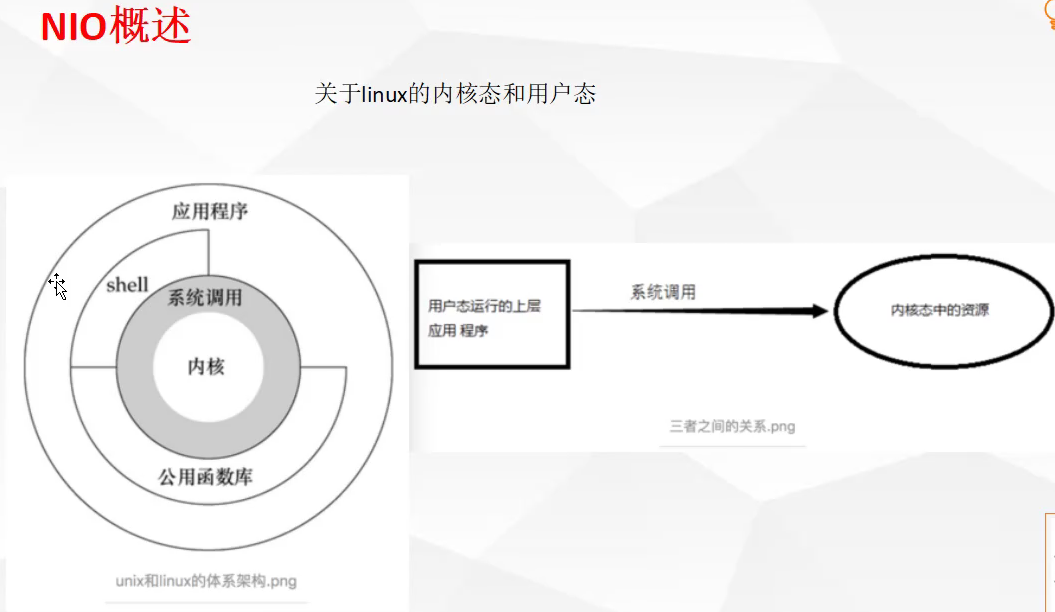 NIO概述
关于linux的内核态和用户态
应用程序
shell
系统调用
内核
公用函数库
unix和linux的体系架构.png
用户态运行的上层
应用 程序
系统调用
内核态中的资源
三者之间的关系.png